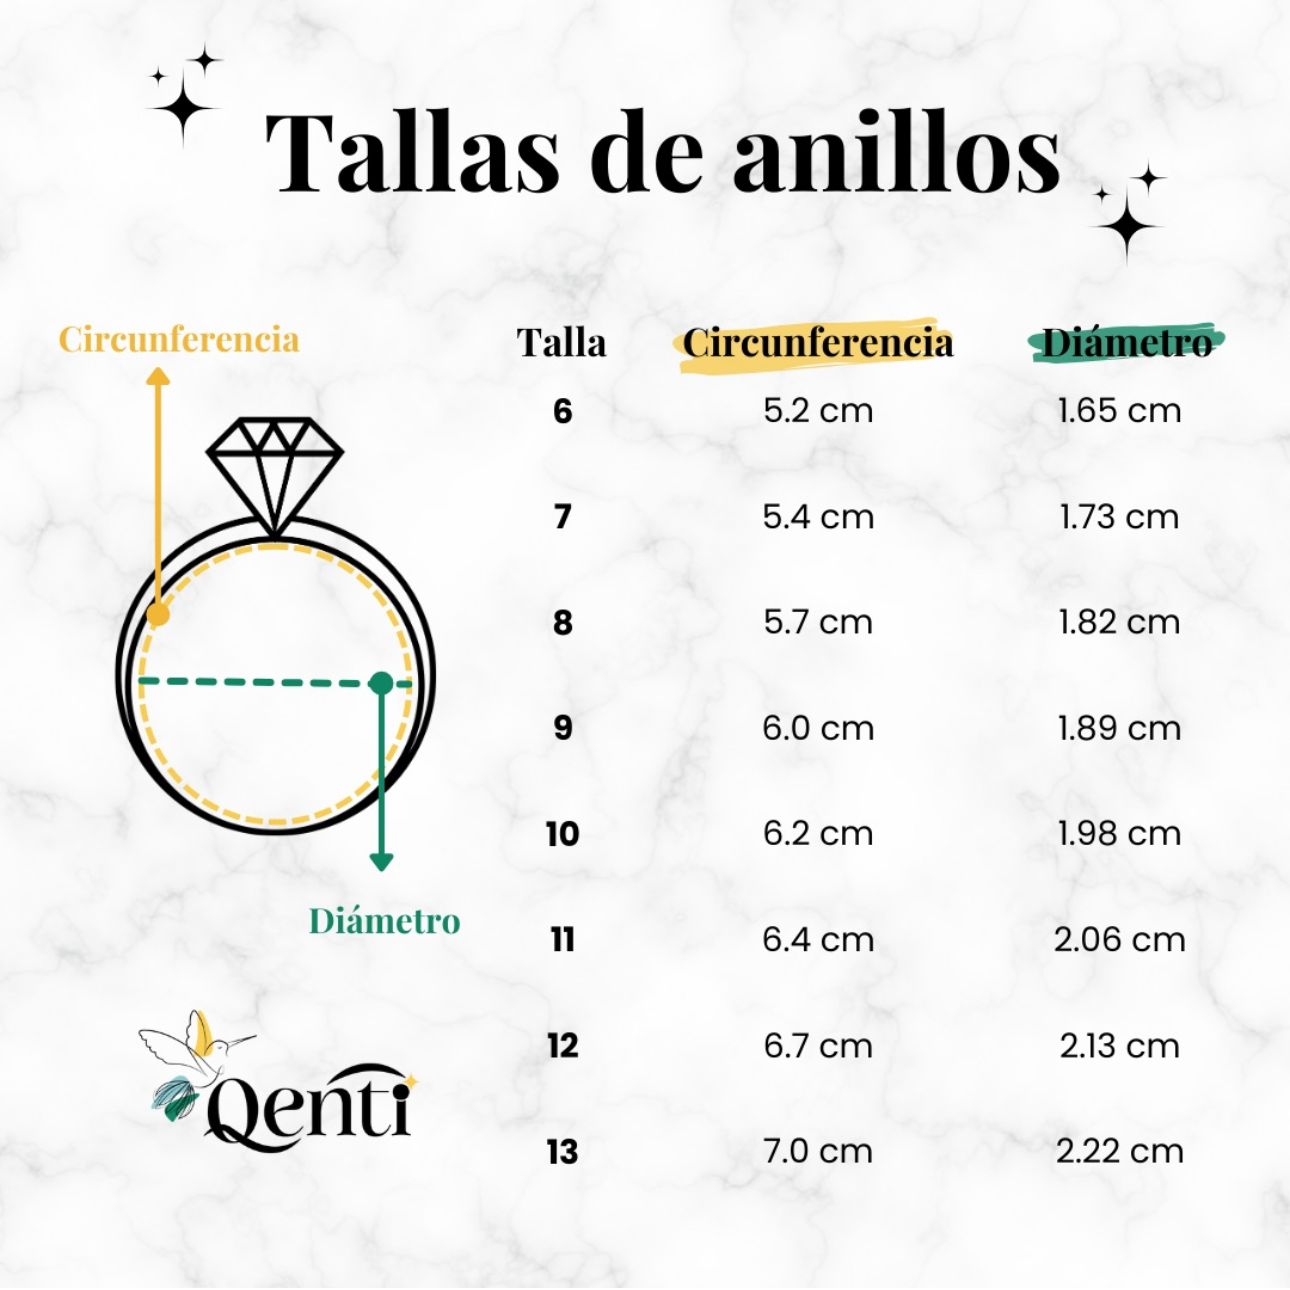 Tallas de anillos
Circunferencia
Talla Circunferencia Diámetro
6 5.2 cm 1.65 cm
7 5.4 cm 1.73 cm
8 5.7 cm 1.82 cm
9 6.0 cm 1.89 cm
10 6.2 cm 1.98 cm
11 6.4 cm 2.06 cm
12 6.7 cm 2.13 cm
13 7.0 cm 2.22 cm
Diámetro
Qenti